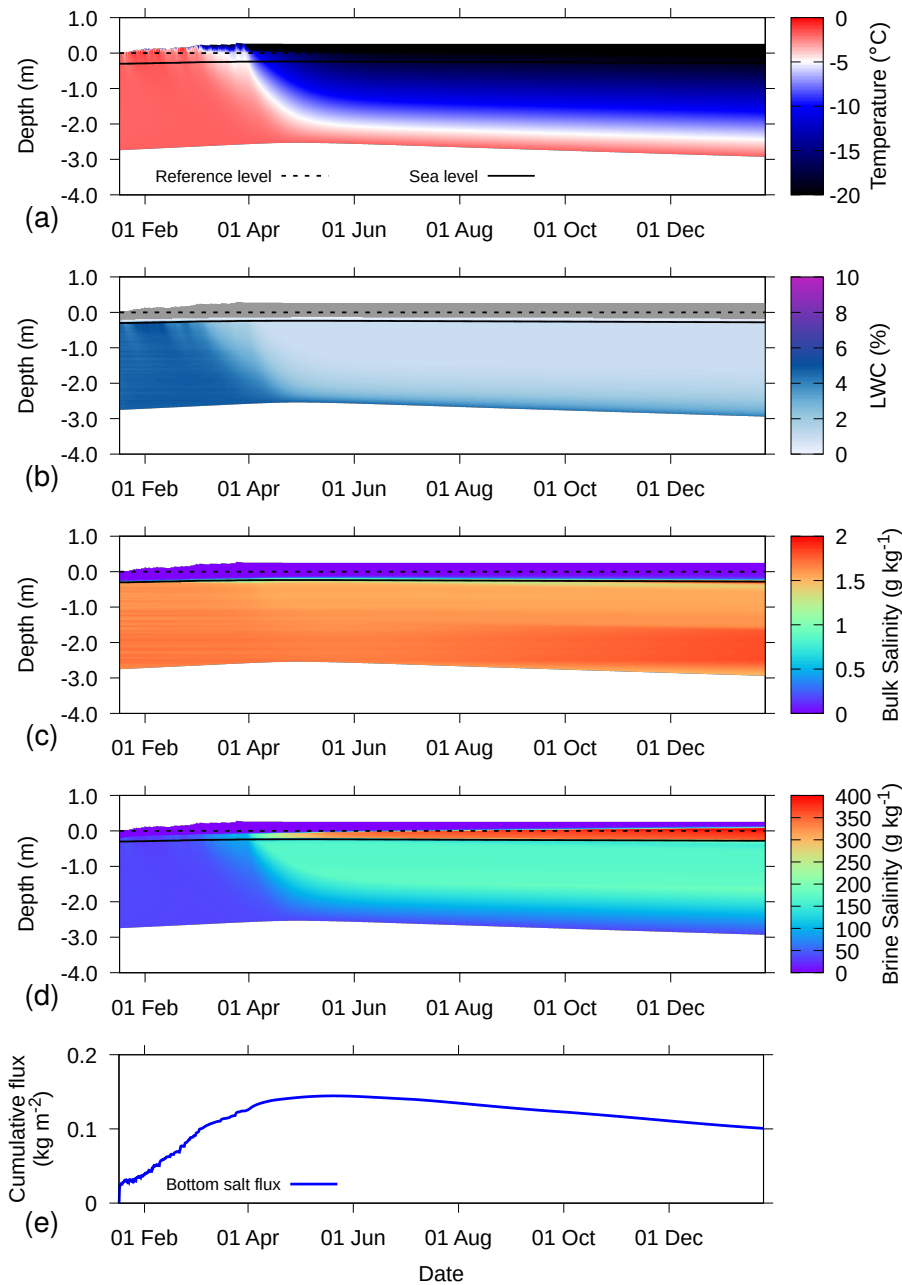 1.0
0.0
-1.0
-2.0
-3.0
-4.0
Depth (m)
Reference level
Sea level
0
-5
-10
-15
-20
Temperature (°C)
(a)
01 Feb 01 Apr 01 Jun 01 Aug 01 Oct 01 Dec
1.0
0.0
-1.0
-2.0
-3.0
-4.0
Depth (m)
10
8
6
4
2
0
LWC (%)
(b)
01 Feb 01 Apr 01 Jun 01 Aug 01 Oct 01 Dec
1.0
0.0
-1.0
-2.0
-3.0
-4.0
Depth (m)
2
1.5
1
0.5
0
Bulk Salinity (g kg-1)
(c)
01 Feb 01 Apr 01 Jun 01 Aug 01 Oct 01 Dec
1.0
0.0
-1.0
-2.0
-3.0
-4.0
Depth (m)
400
350
300
250
200
150
100
50
0
Brine Salinity (g kg-1)
(d)
01 Feb 01 Apr 01 Jun 01 Aug 01 Oct 01 Dec
0.2
0.1
0
Cumulative flux
(kg m-2)
Bottom salt flux
(e)
01 Feb 01 Apr 01 Jun 01 Aug 01 Oct 01 Dec
Date